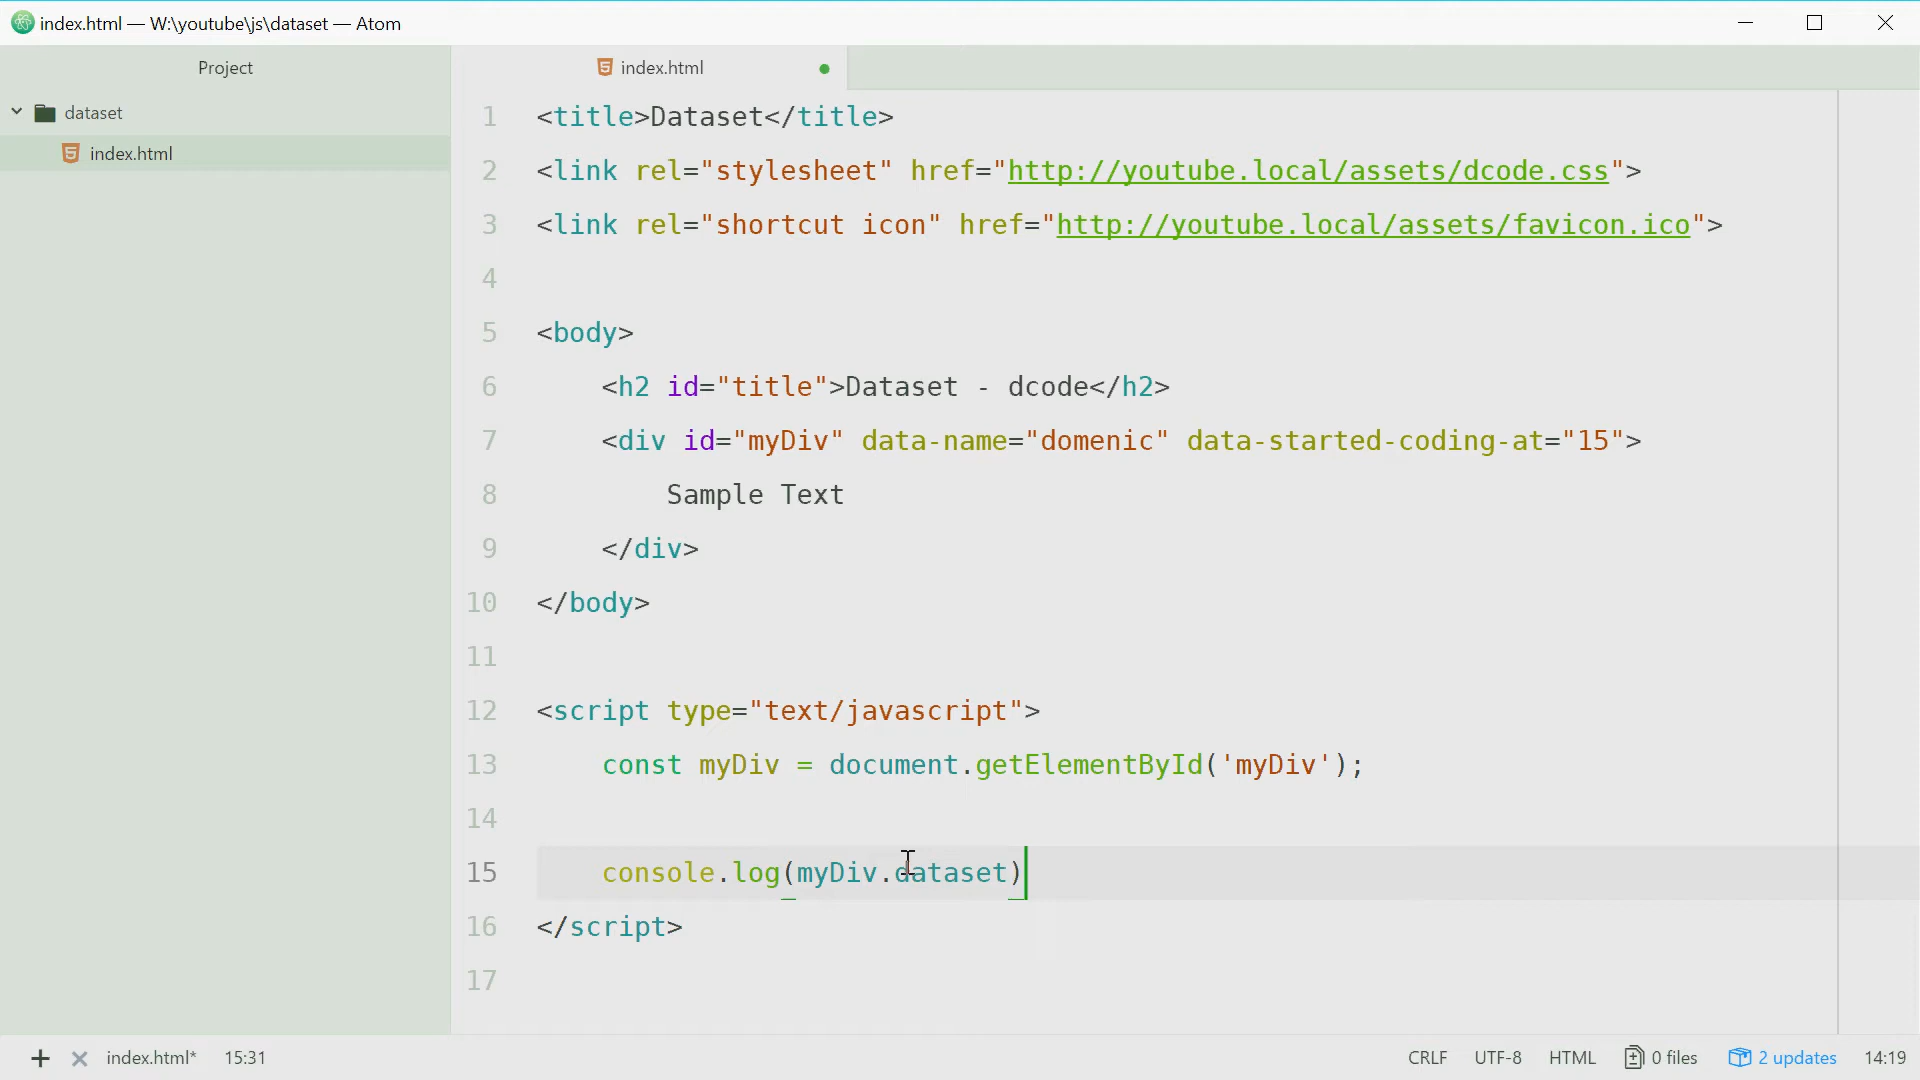 index.html — W:\youtube\js\dataset — Atom
Project
index.html
dataset
index.html
1 <title>Dataset</title>
2 <link rel="stylesheet" href="http://youtube.local/assets/dcode.css">
3 <link rel="shortcut icon" href="http://youtube.local/assets/favicon.ico">
4
5 <body>
6 <h2 id="title">Dataset - dcode</h2>
7 <div id="myDiv" data-name="domenic" data-started-coding-at="15">
8 Sample Text
9 </div>
10 </body>
11
12 <script type="text/javascript">
13 const myDiv = document.getElementById('myDiv');
14
15 console.log(myDiv.dataset)
16 </script>
17
index.html* 15:31 CRLF UTF-8 HTML 0 files 2 updates 14:19